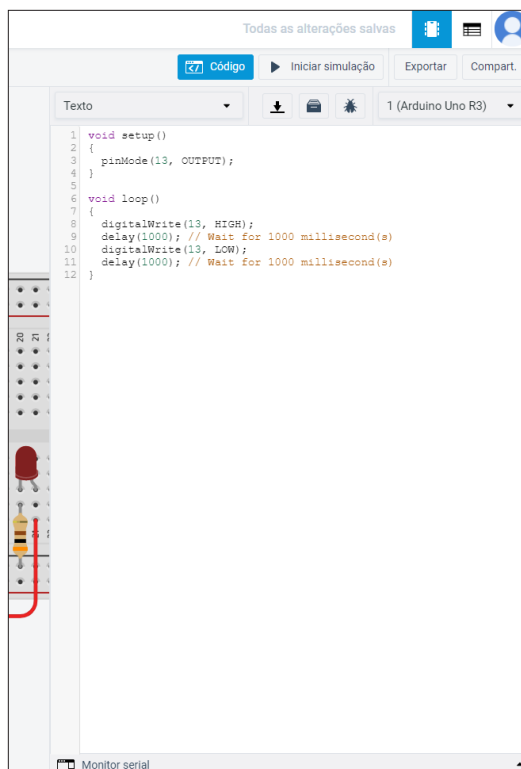 Todas as alterações salvas
Código
Iniciar simulação
Exportar
Compart.
Texto
1 (Arduino Uno R3)
1 void setup()
2 {
3 pinMode(13, OUTPUT);
4 }
5
6 void loop()
7 {
8 digitalWrite(13, HIGH);
9 delay(1000); // Wait for 1000 millisecond(s)
10 digitalWrite(13, LOW);
11 delay(1000); // Wait for 1000 millisecond(s)
12 }
20 21
Monitor serial